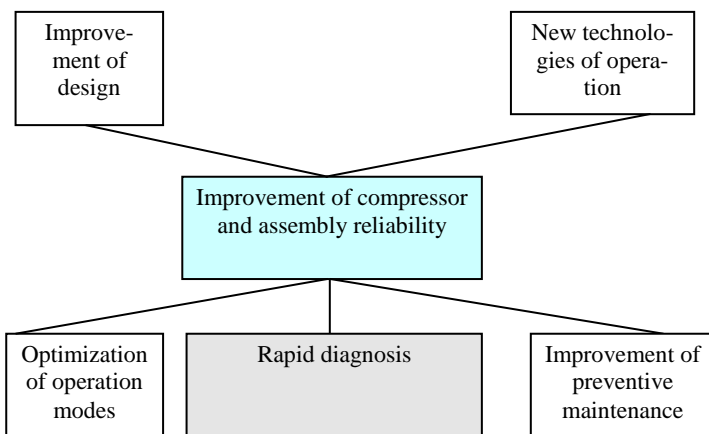 Improve-
ment of
design
New technolo-
gies of opera-
tion
Improvement of compressor
and assembly reliability
Optimization
of operation
modes
Rapid diagnosis
Improvement of
preventive
maintenance